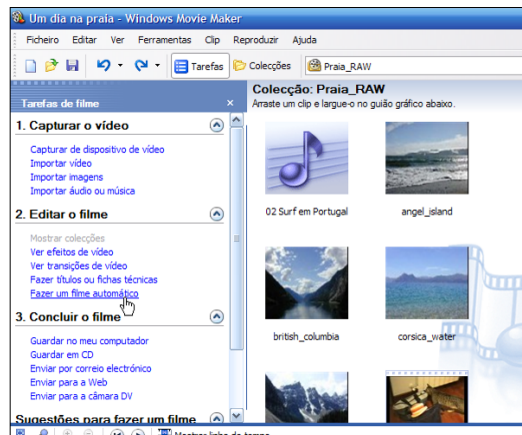 Um dia na praia - Windows Movie Maker
Ficheiro Editar Ver Ferramentas Clip Reproduzir Ajuda
Tarefas Colecções Praia_RAW
Tarefas de filme
Colecção: Praia_RAW
Arraste um clip e largue-o no guião gráfico abaixo.
1. Capturar o vídeo
Capturar de dispositivo de vídeo
Importar vídeo
Importar imagens
Importar áudio ou música
02 Surf em Portugal angel_island
2. Editar o filme
Mostrar colecções
Ver efeitos de vídeo
Ver transições de vídeo
Fazer títulos ou fichas técnicas
Fazer um filme automático
3. Concluir o filme
british_columbia corsica_water
Guardar no meu computador
Guardar em CD
Enviar por correio electrónico
Enviar para a Web
Enviar para a câmara DV
Sugestões para fazer um filme
Mostrar linha de tempo